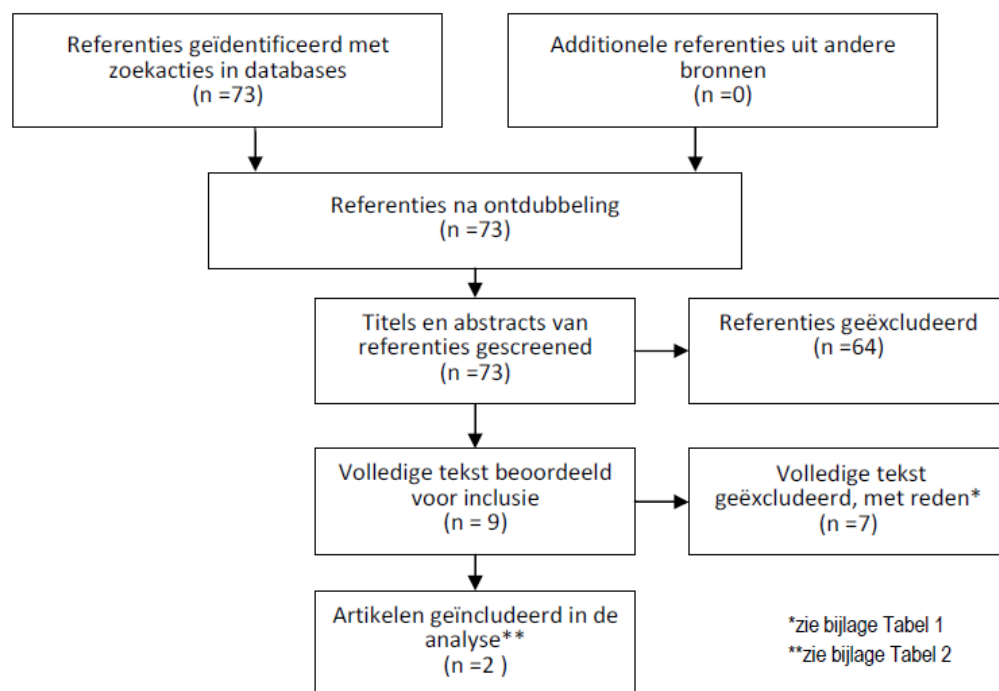 Referenties geïdentificeerd met
zoekacties in databases
(n =73)
Additionele referenties uit andere
bronnen
(n =0)
Referenties na ontdubbeling
(n =73)
Titels en abstracts van
referenties gescreened
(n =73)
Referenties geëxcludeerd
(n =64)
Volledige tekst beoordeeld
voor inclusie
(n = 9)
Volledige tekst
geëxcludeerd, met reden*
(n =7)
Artikelen geïncludeerd in de
analyse**
(n =2 )
*zie bijlage Tabel 1
**zie bijlage Tabel 2